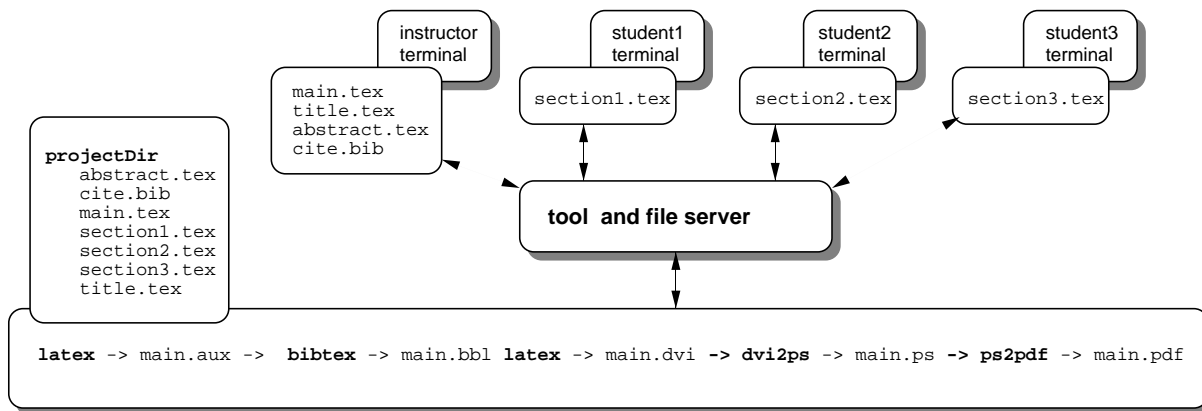 instructor
terminal
student1
terminal
student2
terminal
student3
terminal
main.tex
title.tex
abstract.tex
cite.bib
section1.tex
section2.tex
section3.tex
projectDir
abstract.tex
cite.bib
main.tex
section1.tex
section2.tex
section3.tex
title.tex
tool and file server
latex -> main.aux -> bibtex -> main.bbl latex -> main.dvi -> dvi2ps -> main.ps -> ps2pdf -> main.pdf